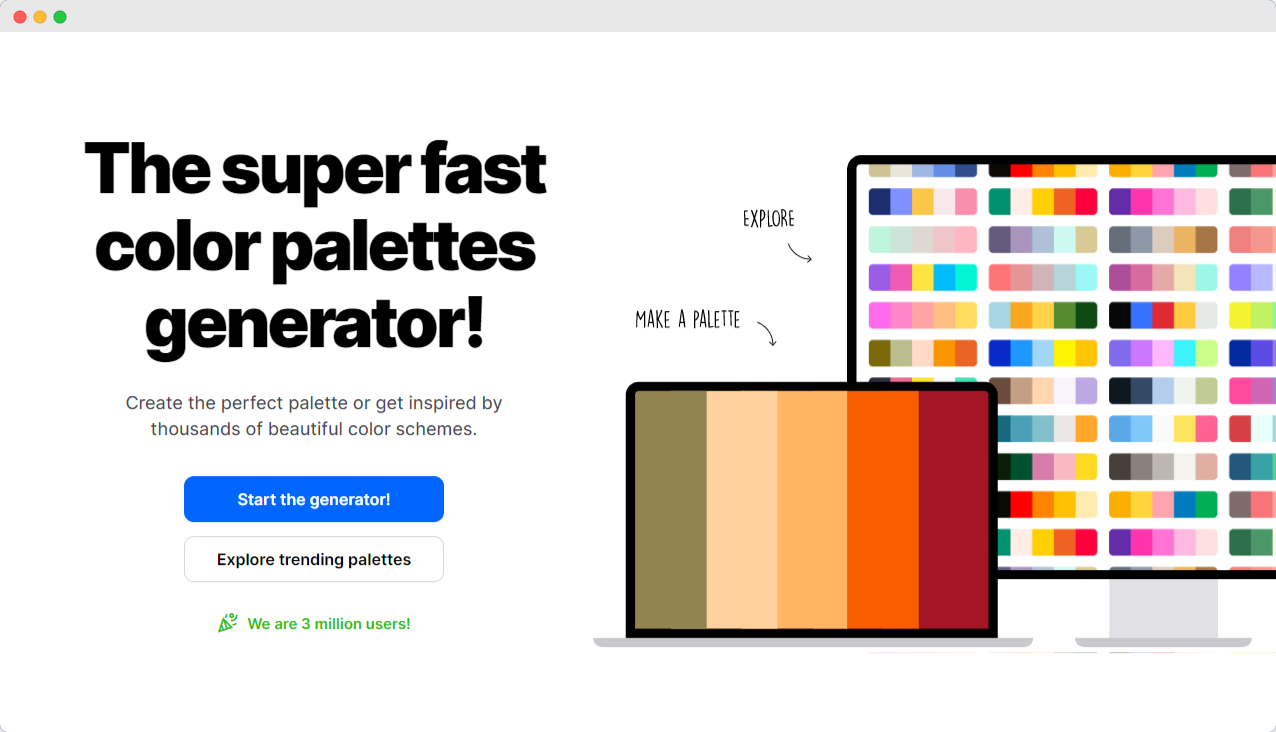 The super fast
color palettes
generator!
Create the perfect palette or get inspired by
thousands of beautiful color schemes.
Start the generator!
Explore trending palettes
We are 3 million users!
EXPLORE
MAKE A PALETTE